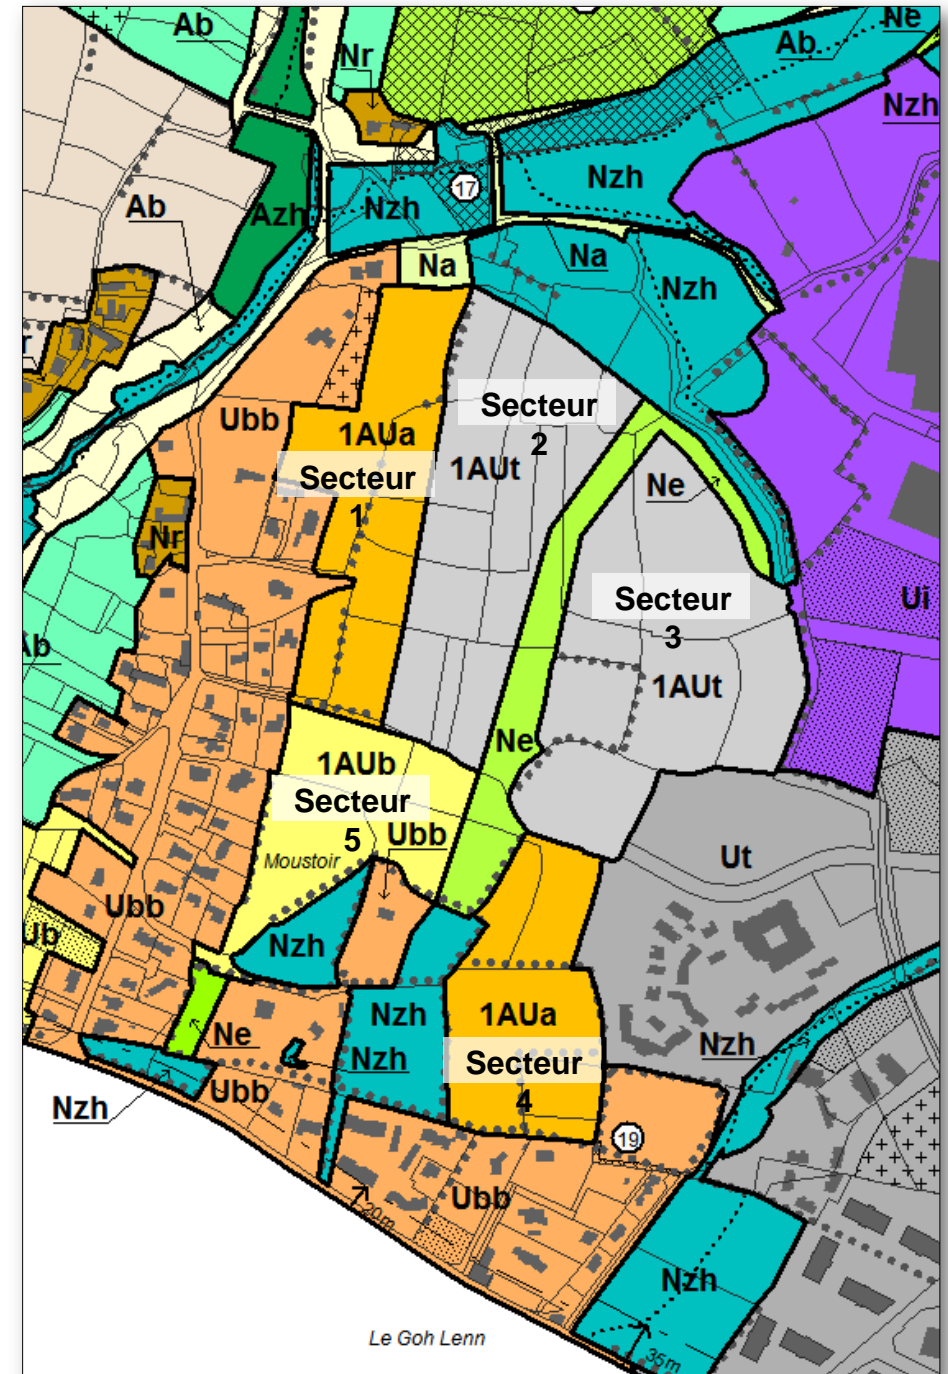 Ab
Ne
Ab
Nr
Nzh
17
Nzh
Nzh
Ab
Azh
Na
Na
Nzh
r
Ubb
1AUa
Secteur
1
Secteur
2
1AUt
Ne
Nr
Secteur
3
Ui
Ab
1AUt
Ne
1AUb
Secteur
5
Ubb
Moustoir
Ut
Ubb
Ub
Nzh
Nzh
1AUa
Ne
Nzh
Secteur
4
Nzh
Nzh
Ubb
19
Ubb
20m
Nzh
Le Goh Lenn
35m